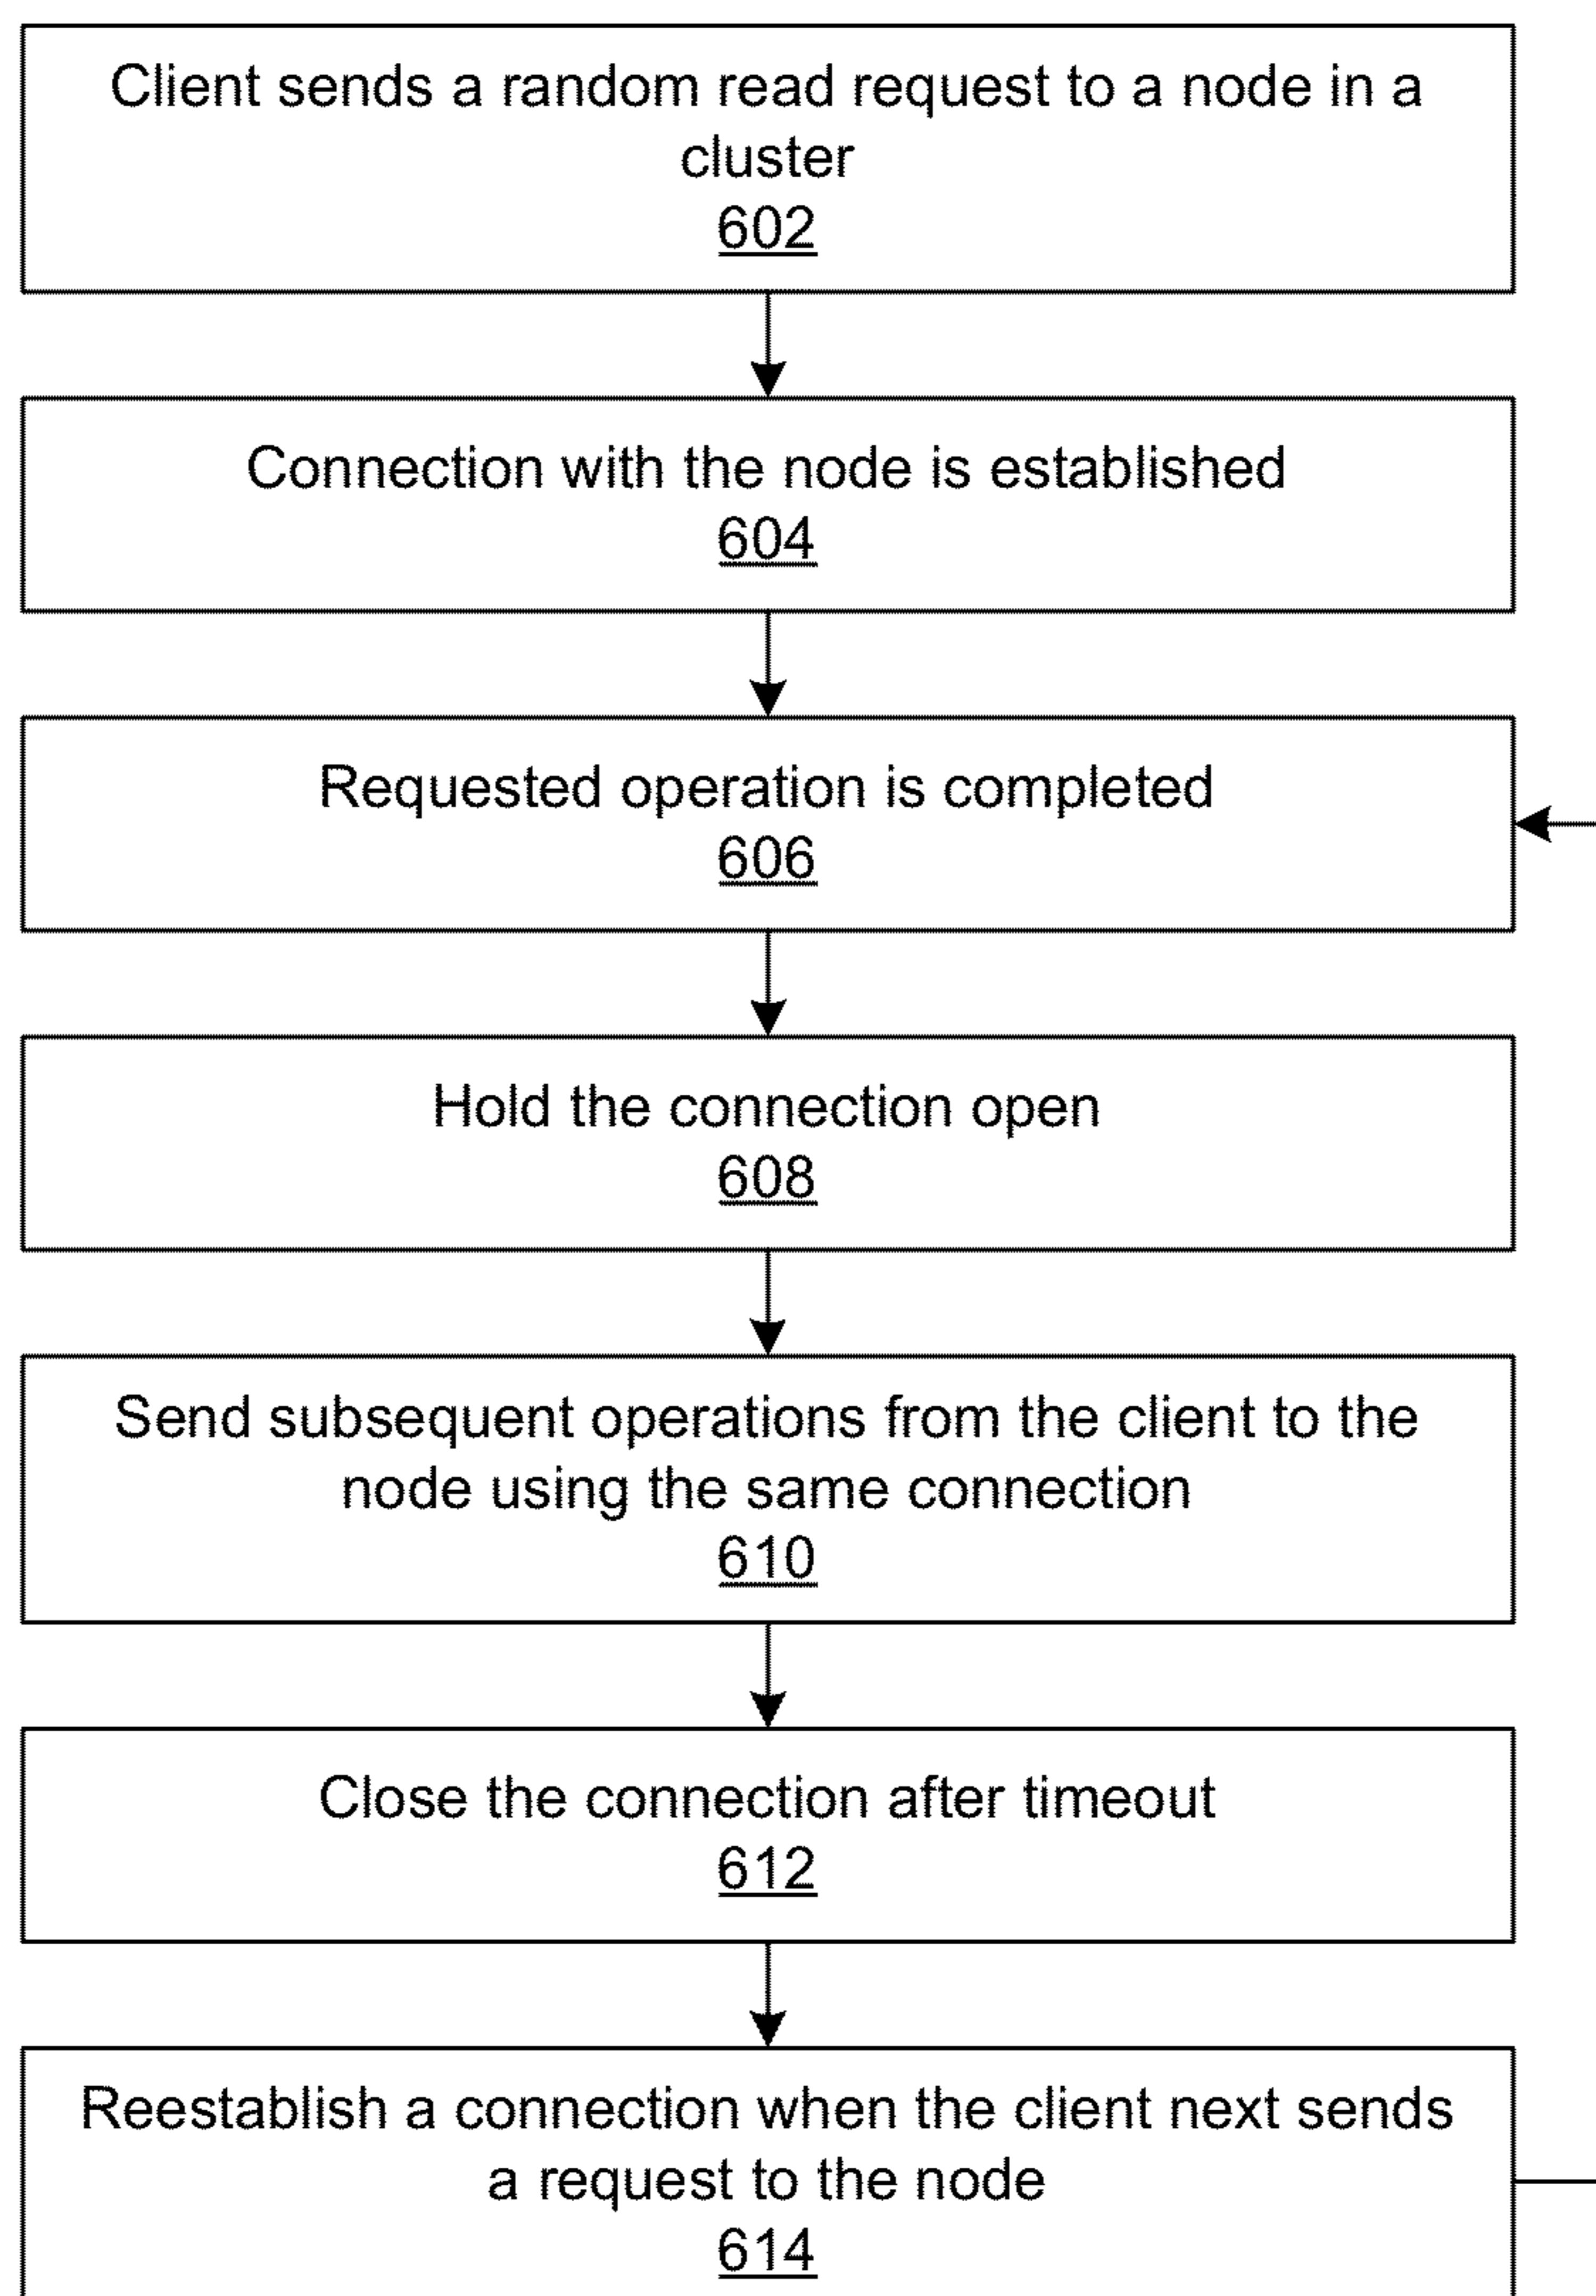 Client sends a random read request to a node in a
cluster
602
Connection with the node is established
604
Requested operation is completed
606
Hold the connection open
608
Send subsequent operations from the client to the
node using the same connection
610
Close the connection after timeout
612
Reestablish a connection when the client next sends
a request to the node
614